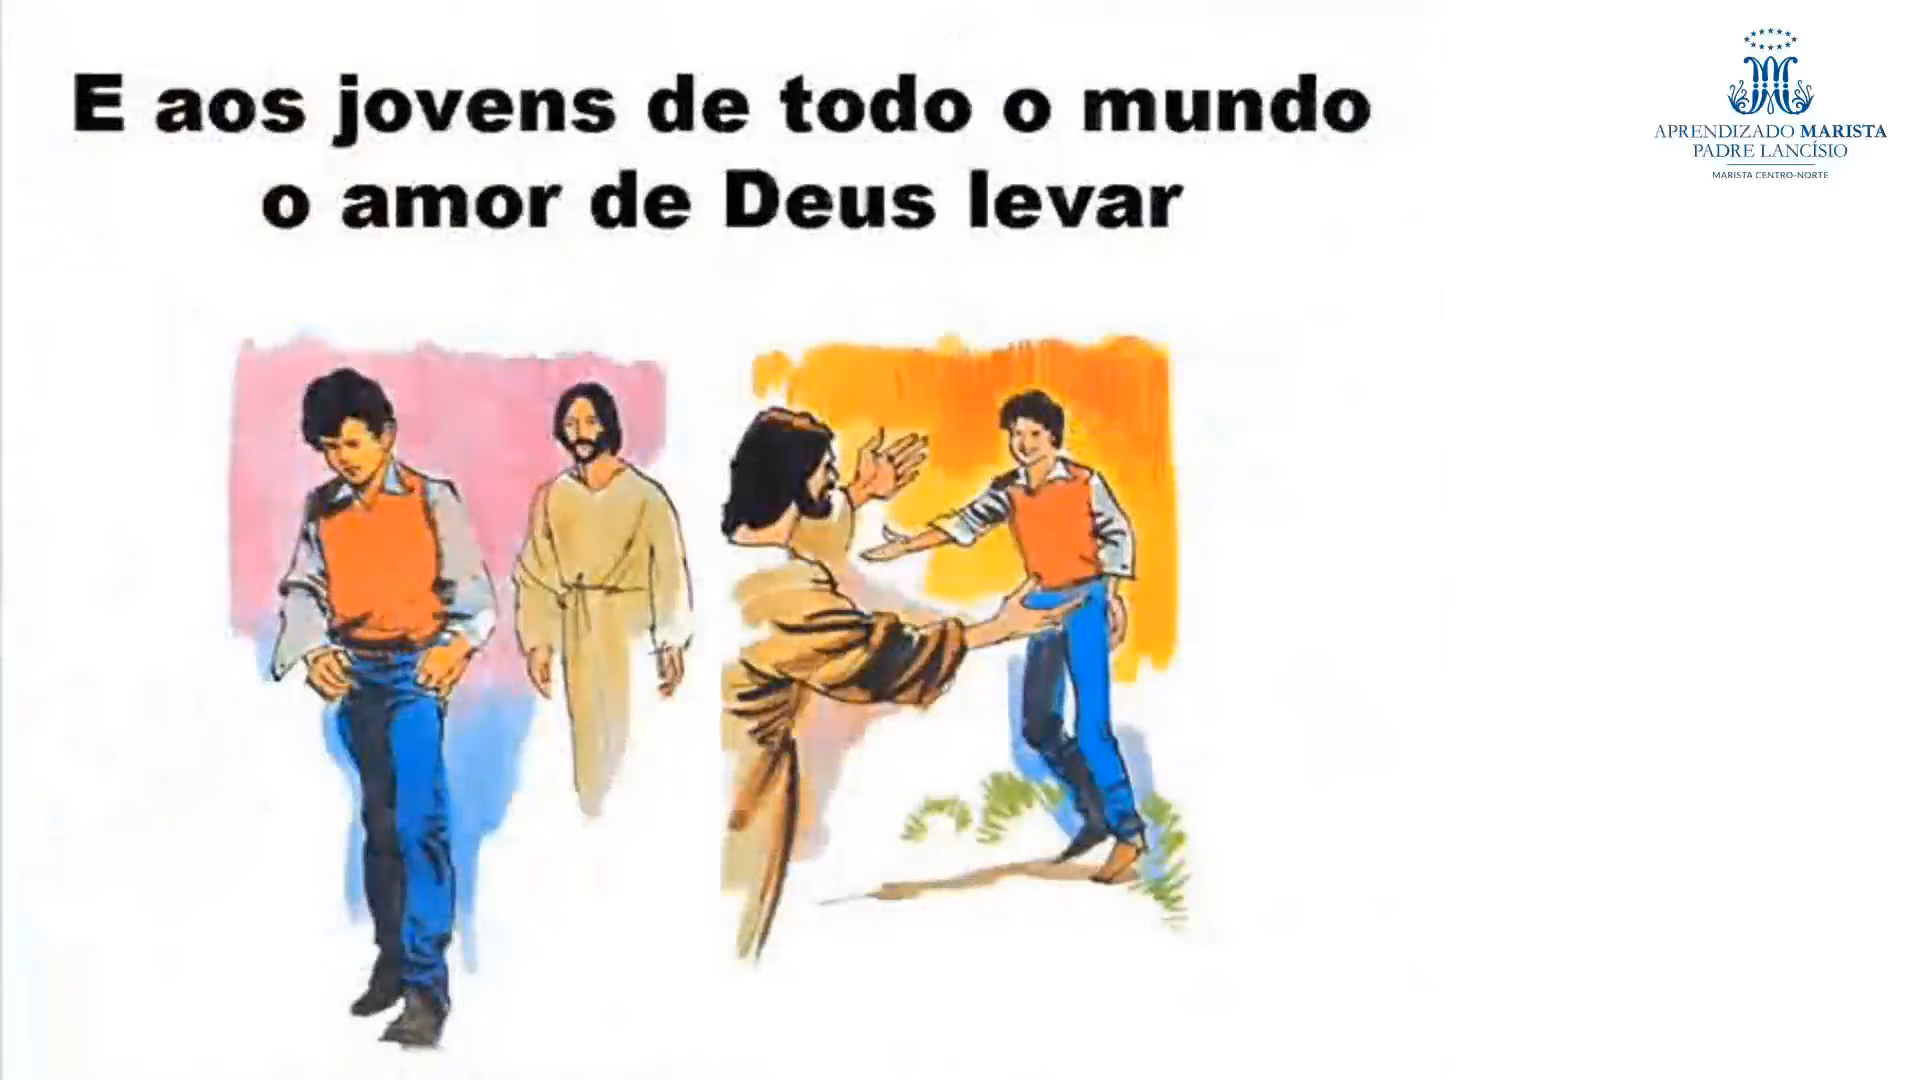 E aos jovens de todo o mundo
o amor de Deus levar
APRENDIZADO MARISTA
PADRE LANCÍSIO
MARISTA CENTRO-NORTE